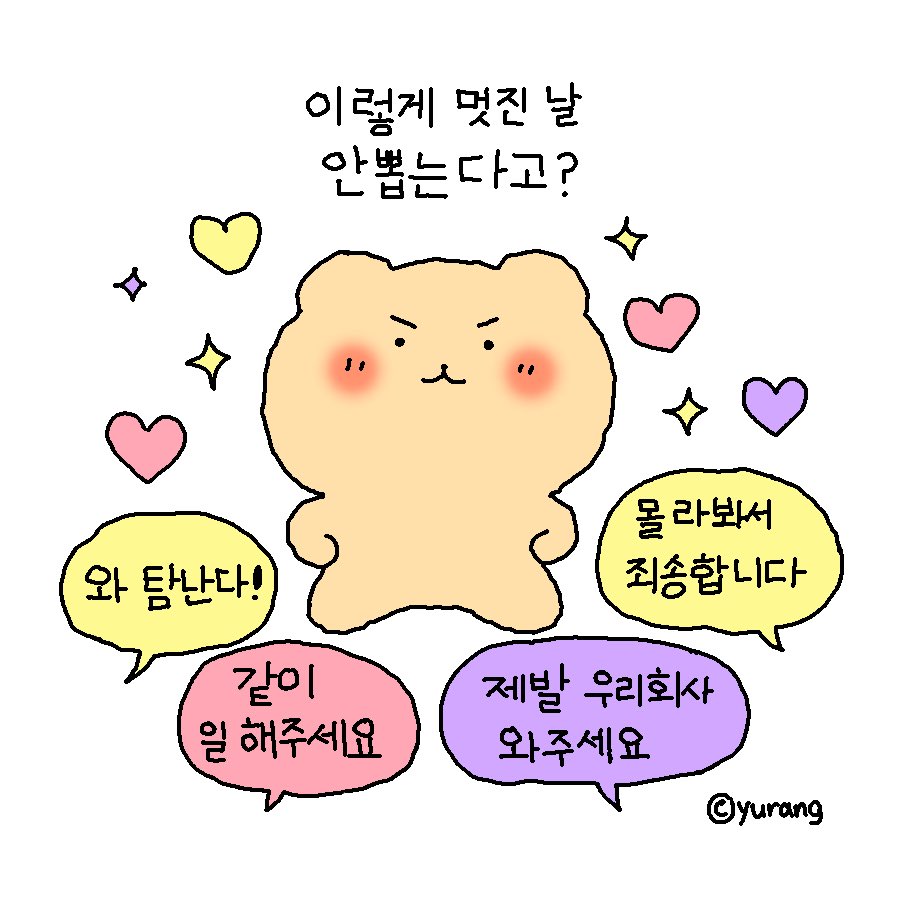 이렇게 멋진 날
안뽑는다고?
와 탐난다!
몰라봐서
죄송합니다
같이
일 해주세요
제발 우리회사
와주세요
©yurang